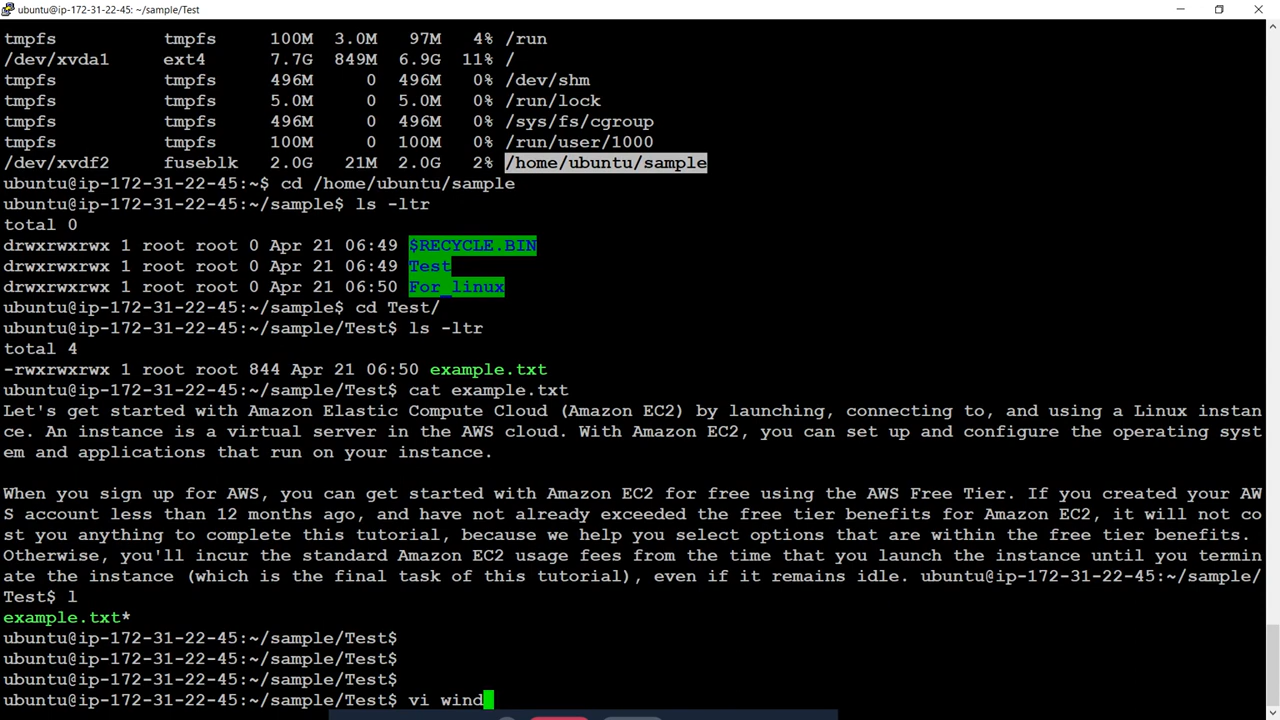 ubuntu@ip-172-31-22-45: ~/sample/Test
tmpfs tmpfs 100M 3.0M 97M 4% /run
/dev/xvda1 ext4 7.7G 849M 6.9G 11% /
tmpfs tmpfs 496M 0 496M 0% /dev/shm
tmpfs tmpfs 5.0M 0 5.0M 0% /run/lock
tmpfs tmpfs 496M 0 496M 0% /sys/fs/cgroup
tmpfs tmpfs 100M 0 100M 0% /run/user/1000
/dev/xvdf2 fuseblk 2.0G 21M 2.0G 2% /home/ubuntu/sample
ubuntu@ip-172-31-22-45:~$ cd /home/ubuntu/sample
ubuntu@ip-172-31-22-45:~/sample$ ls -ltr
total 0
drwxrwxrwx 1 root root 0 Apr 21 06:49 $RECYCLE.BIN
drwxrwxrwx 1 root root 0 Apr 21 06:49 Test
drwxrwxrwx 1 root root 0 Apr 21 06:50 For_linux
ubuntu@ip-172-31-22-45:~/sample$ cd Test/
ubuntu@ip-172-31-22-45:~/sample/Test$ ls -ltr
total 4
-rwxrwxrwx 1 root root 844 Apr 21 06:50 example.txt
ubuntu@ip-172-31-22-45:~/sample/Test$ cat example.txt
Let's get started with Amazon Elastic Compute Cloud (Amazon EC2) by launching, connecting to, and using a Linux instan
ce. An instance is a virtual server in the AWS cloud. With Amazon EC2, you can set up and configure the operating syst
em and applications that run on your instance.
When you sign up for AWS, you can get started with Amazon EC2 for free using the AWS Free Tier. If you created your AW
S account less than 12 months ago, and have not already exceeded the free tier benefits for Amazon EC2, it will not co
st you anything to complete this tutorial, because we help you select options that are within the free tier benefits.
Otherwise, you'll incur the standard Amazon EC2 usage fees from the time that you launch the instance until you termin
ate the instance (which is the final task of this tutorial), even if it remains idle. ubuntu@ip-172-31-22-45:~/sample/
Test$ l
example.txt*
ubuntu@ip-172-31-22-45:~/sample/Test$
ubuntu@ip-172-31-22-45:~/sample/Test$
ubuntu@ip-172-31-22-45:~/sample/Test$
ubuntu@ip-172-31-22-45:~/sample/Test$ vi wind